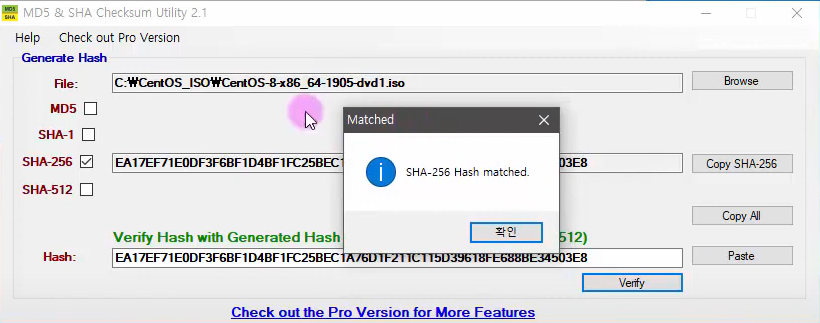 MD5
SHA
MD5 & SHA Checksum Utility 2.1
Help Check out Pro Version
Generate Hash
File: C:₩CentOS_ISO₩CentOS-8-x86_64-1905-dvd1.iso Browse
MD5
SHA-1
Matched
SHA-256 Hash matched.
확인
SHA-256 EA17EF71E0DF3F6BF1D4BF1FC25BEC1 4503E8 Copy SHA-256
SHA-512
Copy All
Verify Hash with Generated Hash 512)
Hash: EA17EF71E0DF3F6BF1D4BF1FC25BEC1A76D1F211C115D39618FE688BE34503E8 Paste
Verify
Check out the Pro Version for More Features